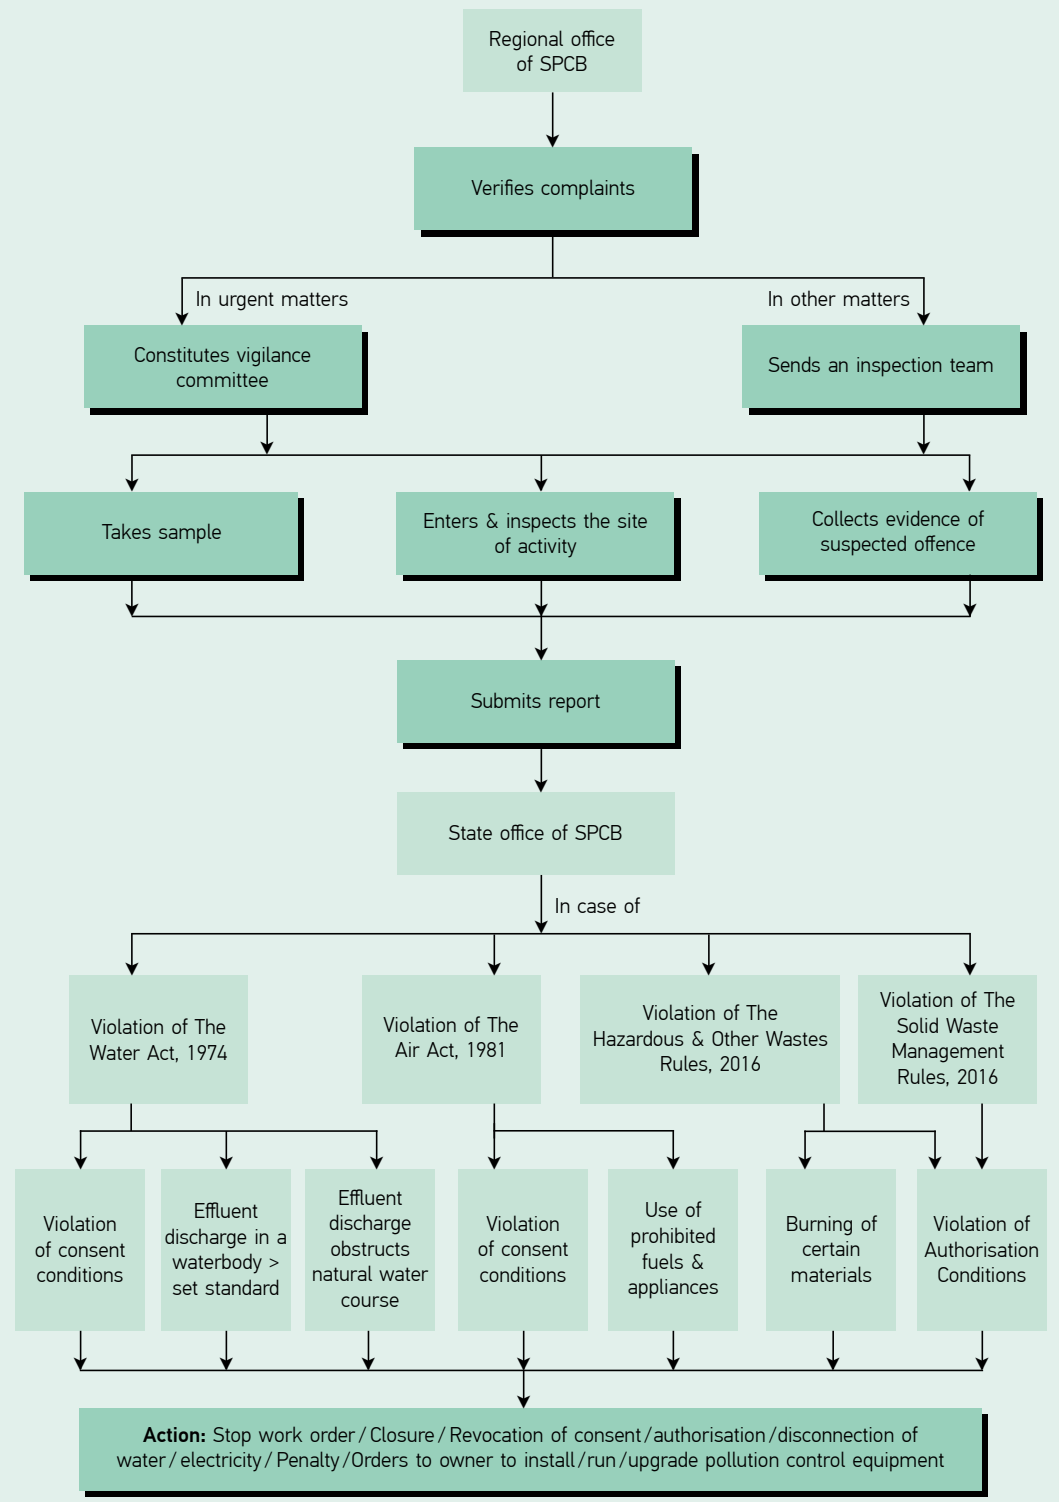 Regional office
of SPCB
Verifies complaints
In urgent matters
In other matters
Constitutes vigilance
committee
Sends an inspection team
Takes sample
Enters & inspects the site
of activity
Collects evidence of
suspected offence
Submits report
State office of SPCB
In case of
Violation of The
Water Act, 1974
Violation of The
Air Act, 1981
Violation of The
Hazardous & Other Wastes
Rules, 2016
Violation of The
Solid Waste
Management
Rules, 2016
Violation
of consent
conditions
Effluent
discharge in a
waterbody >
set standard
Effluent
discharge
obstructs
natural water
course
Violation
of consent
conditions
Use of
prohibited
fuels &
appliances
Burning of
certain
materials
Violation of
Authorisation
Conditions
Action: Stop work order/Closure/Revocation of consent/authorisation/disconnection of
water/electricity/Penalty/Orders to owner to install/run/upgrade pollution control equipment